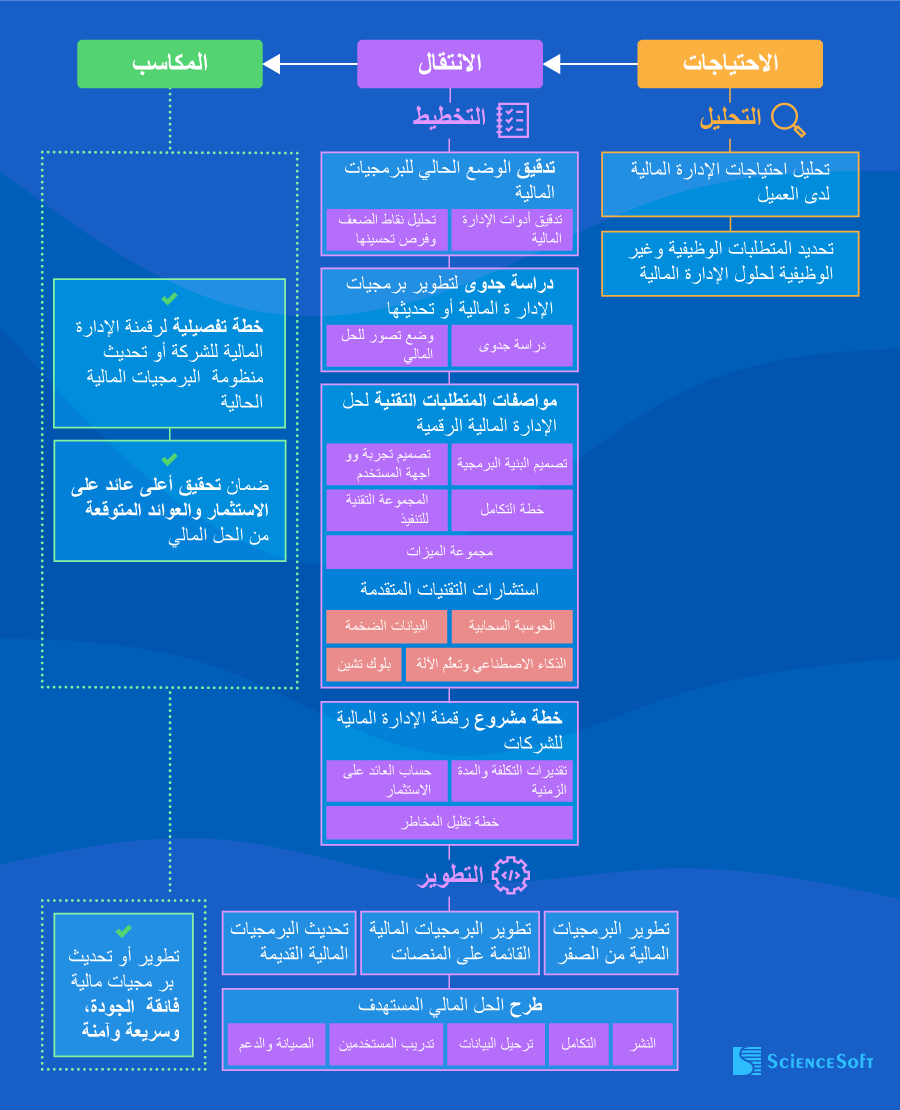 الاحتياجات
الانتقال
المكاسب
التحليل
تحليل احتياجات الإدارة المالية
لدى العميل
تحديد المتطلبات الوظيفية وغير
الوظيفية لحلول الإدارة المالية
التخطيط
تدقيق الوضع الحالي للبرمجيات
المالية
تدقيق أدوات الإدارة
المالية
تحليل نقاط الضعف
وفرص تحسينها
دراسة جدوى لتطوير برمجيات
الإدار ة المالية أو تحديثها
دراسة جدوى
وضع تصور للحل
المالي
مواصفات المتطلبات التقنية لحل
الإدارة المالية الرقمية
تصميم البنية البرمجية
تصميم تجربة وو
اجهة المستخدم
خطة التكامل
المجموعة التقنية
للتنفيذ
مجموعة الميزات
استشارات التقنيات المتقدمة
الحوسبة السحابية
البيانات الضخمة
الذكاء الاصطناعي وتعلّم الآلة
بلوك تشين
خطة مشروع رقمنة الإدارة المالية
للشركات
تقديرات التكلفة والمدة
الزمنية
حساب العائد على
الاستثمار
خطة تقليل المخاطر
التطوير
تطوير البرمجيات
المالية من الصفر
تطوير البرمجيات المالية
القائمة على المنصات
تحديث البرمجيات
المالية القديمة
طرح الحل المالي المستهدف
النشر
التكامل
ترحيل البيانات
تدريب المستخدمين
الصيانة والدعم
خطة تفصيلية لرقمنة الإدارة
المالية للشركة أو تحديث
منظومة البرمجيات المالية
الحالية
ضمان تحقيق أعلى عائد على
الاستثمار والعوائد المتوقعة
من الحل المالي
تطوير أو تحديث
بر مجيات مالية
فائقة الجودة،
وسريعة وآمنة
ScienceSoft